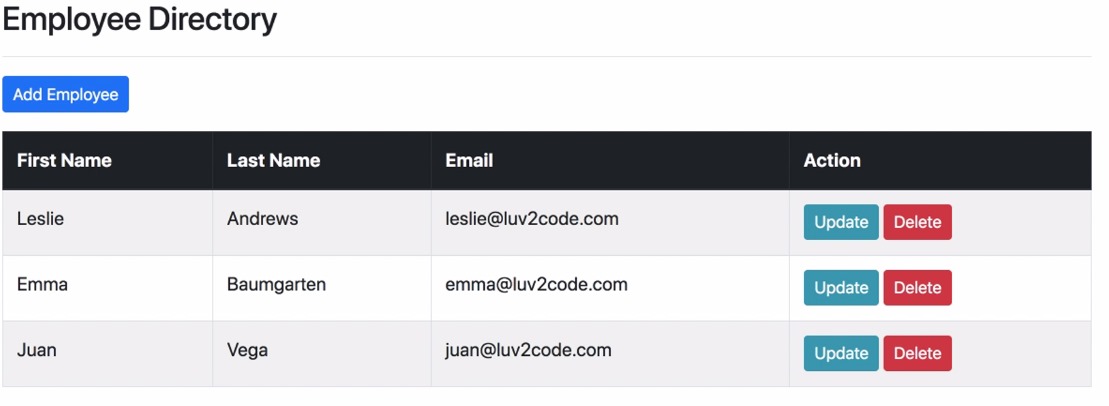 Employee Directory
Add Employee
First Name Last Name Email Action
Leslie Andrews leslie@luv2code.com Update Delete
Emma Baumgarten emma@luv2code.com Update Delete
Juan Vega juan@luv2code.com Update Delete